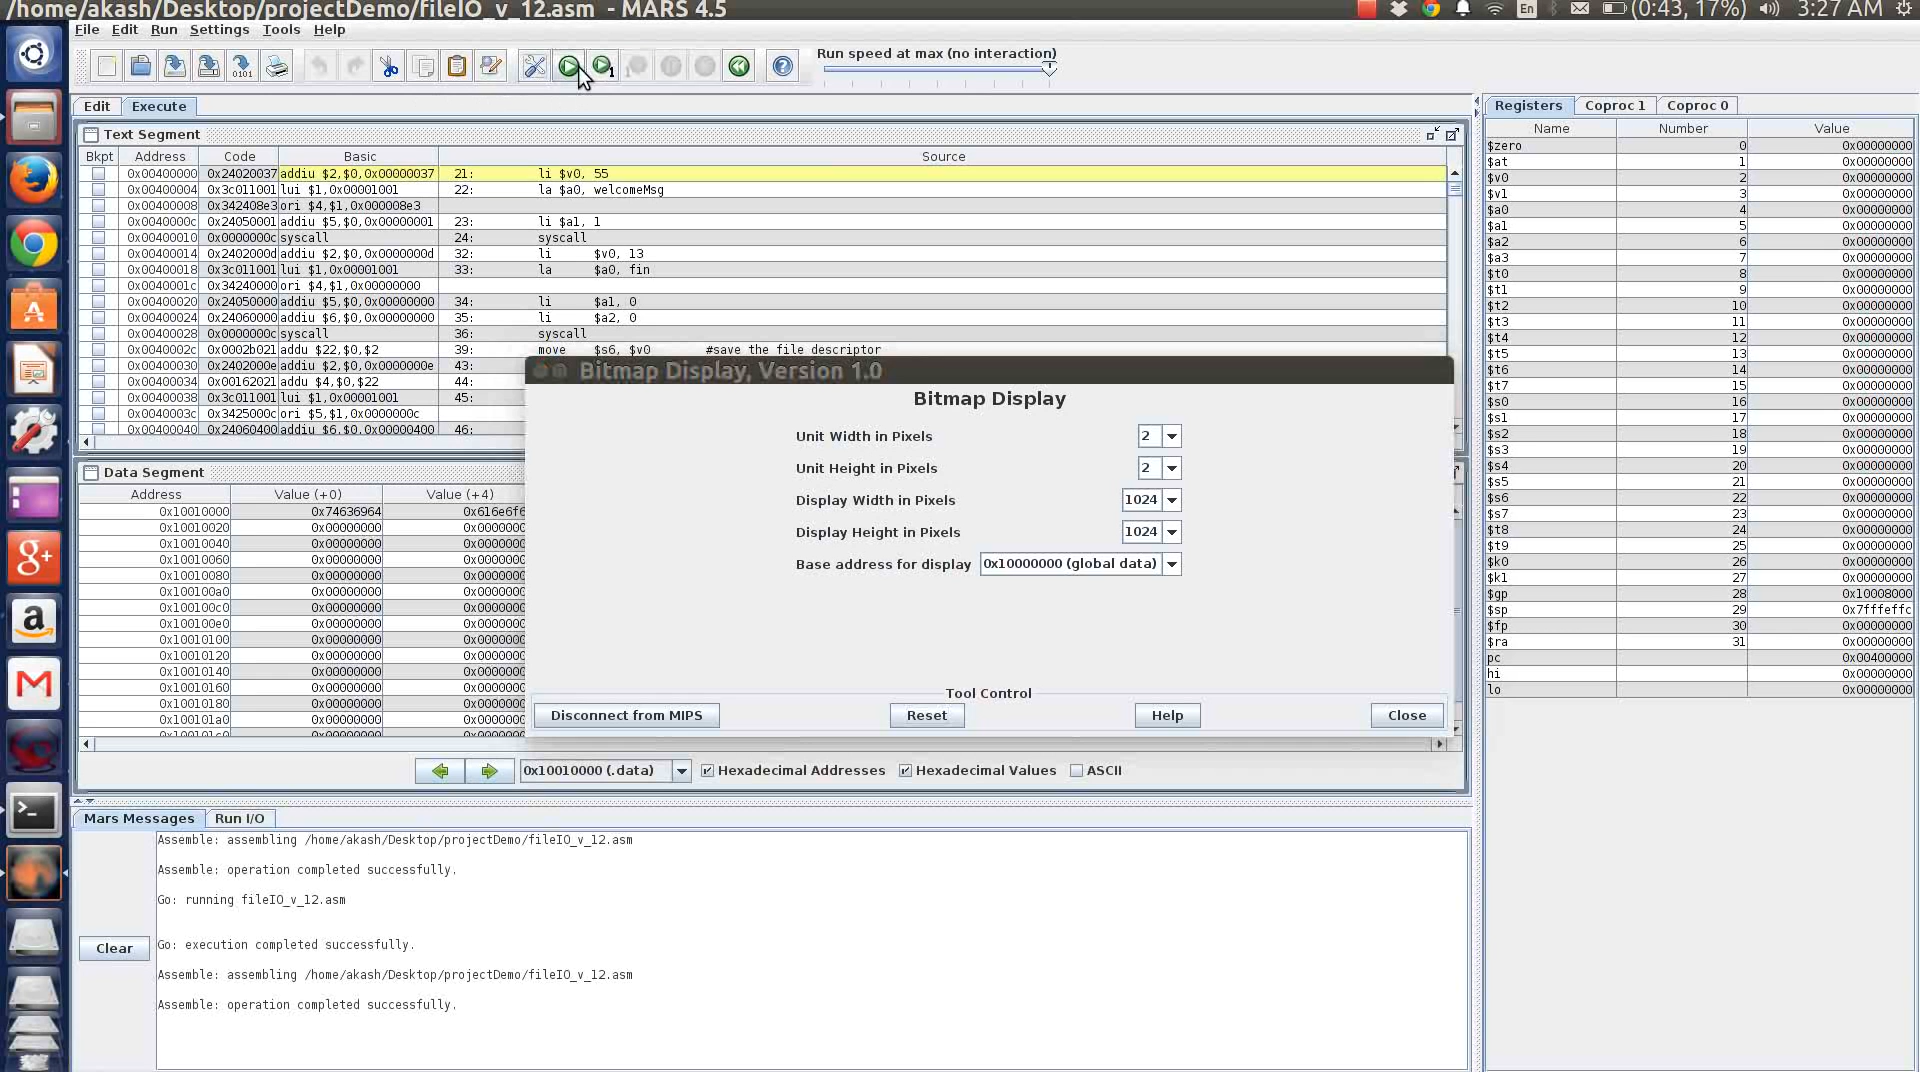 /home/akash/Desktop/projectDemo/fileIO_v_12.asm - MARS 4.5
En (0:43, 17%) 3:27 AM
File Edit Run Settings Tools Help
Run speed at max (no interaction)
Edit Execute
Text Segment
Bkpt Address Code Basic Source
0x00400000 0x24020037 addiu $2,$0,0x00000037 21: li $v0, 55
0x00400004 0x3c011001 lui $1,0x00001001 22: la $a0, welcomeMsg
0x00400008 0x342408e3 ori $4,$1,0x000008e3
0x0040000c 0x24050001 addiu $5,$0,0x00000001 23: li $a1, 1
0x00400010 0x0000000c syscall 24: syscall
0x00400014 0x2402000d addiu $2,$0,0x0000000d 32: li $v0, 13
0x00400018 0x3c011001 lui $1,0x00001001 33: la $a0, fin
0x0040001c 0x34240000 ori $4,$1,0x00000000
0x00400020 0x24050000 addiu $5,$0,0x00000000 34: li $a1, 0
0x00400024 0x24060000 addiu $6,$0,0x00000000 35: li $a2, 0
0x00400028 0x0000000c syscall 36: syscall
0x0040002c 0x0002b021 addu $22,$0,$2 39: move $s6, $v0 #save the file descriptor
0x00400030 0x2402000e addiu $2,$0,0x0000000e 43:
0x00400034 0x00162021 addu $4,$0,$22 44:
0x00400038 0x3c011001 lui $1,0x00001001 45:
0x0040003c 0x3425000c ori $5,$1,0x0000000c
0x00400040 0x24060400 addiu $6,$0,0x00000400 46:
Bitmap Display, Version 1.0
Bitmap Display
Unit Width in Pixels 2
Unit Height in Pixels 2
Display Width in Pixels 1024
Display Height in Pixels 1024
Base address for display 0x10000000 (global data)
Tool Control
Disconnect from MIPS Reset Help Close
Data Segment
Address Value (+0) Value (+4)
0x10010000 0x74636964 0x616e6f6
0x10010020 0x00000000 0x0000000
0x10010040 0x00000000 0x0000000
0x10010060 0x00000000 0x0000000
0x10010080 0x00000000 0x0000000
0x100100a0 0x00000000 0x0000000
0x100100c0 0x00000000 0x0000000
0x100100e0 0x00000000 0x0000000
0x10010100 0x00000000 0x0000000
0x10010120 0x00000000 0x0000000
0x10010140 0x00000000 0x0000000
0x10010160 0x00000000 0x0000000
0x10010180 0x00000000 0x0000000
0x100101a0 0x00000000 0x0000000
0x100101c0 0x00000000 0x0000000
0x10010000 (.data) Hexadecimal Addresses Hexadecimal Values ASCII
Mars Messages Run I/O
Assemble: assembling /home/akash/Desktop/projectDemo/fileIO_v_12.asm
Assemble: operation completed successfully.
Go: running fileIO_v_12.asm
Go: execution completed successfully.
Assemble: assembling /home/akash/Desktop/projectDemo/fileIO_v_12.asm
Assemble: operation completed successfully.
Clear
Registers Coproc 1 Coproc 0
Name Number Value
$zero 0 0x00000000
$at 1 0x00000000
$v0 2 0x00000000
$v1 3 0x00000000
$a0 4 0x00000000
$a1 5 0x00000000
$a2 6 0x00000000
$a3 7 0x00000000
$t0 8 0x00000000
$t1 9 0x00000000
$t2 10 0x00000000
$t3 11 0x00000000
$t4 12 0x00000000
$t5 13 0x00000000
$t6 14 0x00000000
$t7 15 0x00000000
$s0 16 0x00000000
$s1 17 0x00000000
$s2 18 0x00000000
$s3 19 0x00000000
$s4 20 0x00000000
$s5 21 0x00000000
$s6 22 0x00000000
$s7 23 0x00000000
$t8 24 0x00000000
$t9 25 0x00000000
$k0 26 0x00000000
$k1 27 0x00000000
$gp 28 0x10008000
$sp 29 0x7fffeffc
$fp 30 0x00000000
$ra 31 0x00000000
pc 0x00400000
hi 0x00000000
lo 0x00000000